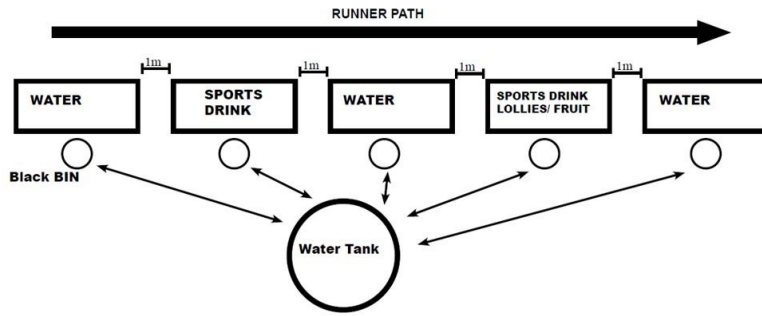 RUNNER PATH
1m
1m
1m
1m
WATER
SPORTS
DRINK
WATER
SPORTS DRINK
LOLLIES/ FRUIT
WATER
Black BIN
Water Tank